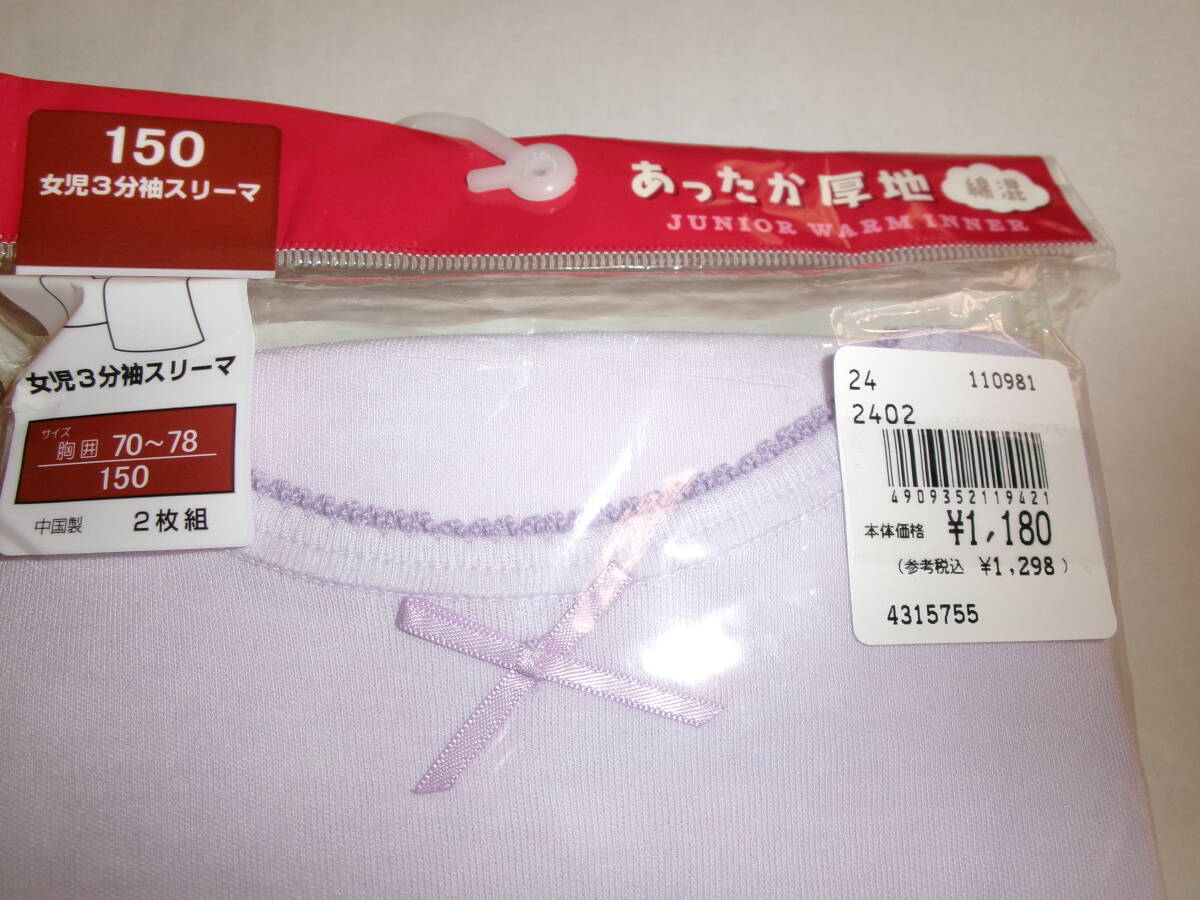 150
女児3分袖スリーマ
あったか厚地 綿混
JUNIOR WARM INNER
女児3分袖スリーマ
サイズ
胸囲 70～78
150
中国製 2枚組
24 110981
2402
4909352119421
本体価格 ¥1,180
(参考税込 ¥1,298)
4315755